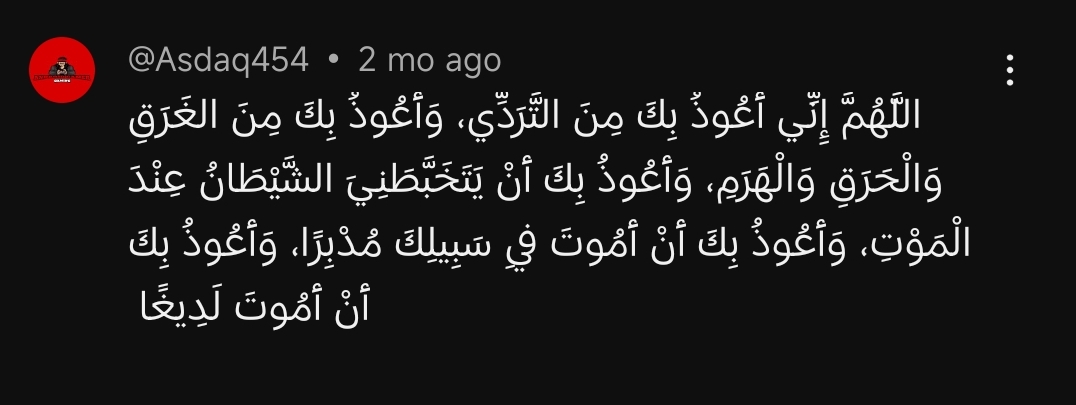 @Asdaq454 • 2 mo ago
اللَّهُمَّ إِنِّي أَعُوذُ بِكَ مِنَ التَّرَدِّي، وَأَعُوذُ بِكَ مِنَ الغَرَقِ
وَالْحَرَقِ وَالْهَرَمِ، وَأَعُوذُ بِكَ أَنْ يَتَخَبَّطَنِيَ الشَّيْطَانُ عِنْدَ
الْمَوْتِ، وَأَعُوذُ بِكَ أَنْ أَمُوتَ فِي سَبِيلِكَ مُدْبِرًا، وَأَعُوذُ بِكَ
أَنْ أَمُوتَ لَدِيغًا